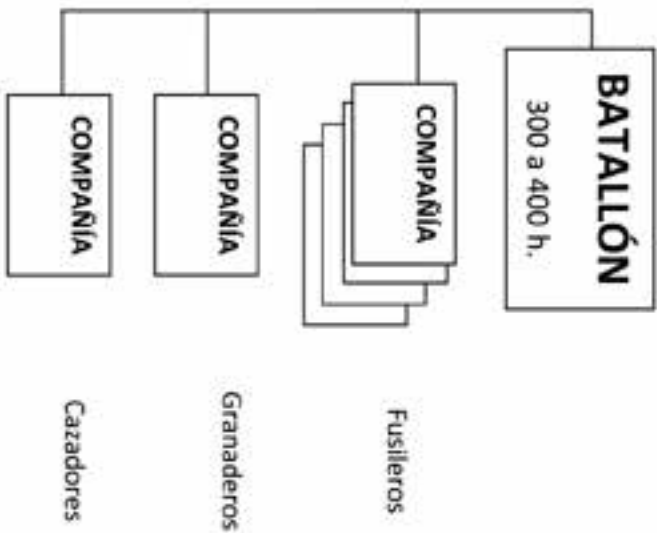 BATALLÓN
300 a 400 h.
COMPAÑÍA
Fusileros
COMPAÑÍA
Granaderos
COMPAÑÍA
Cazadores